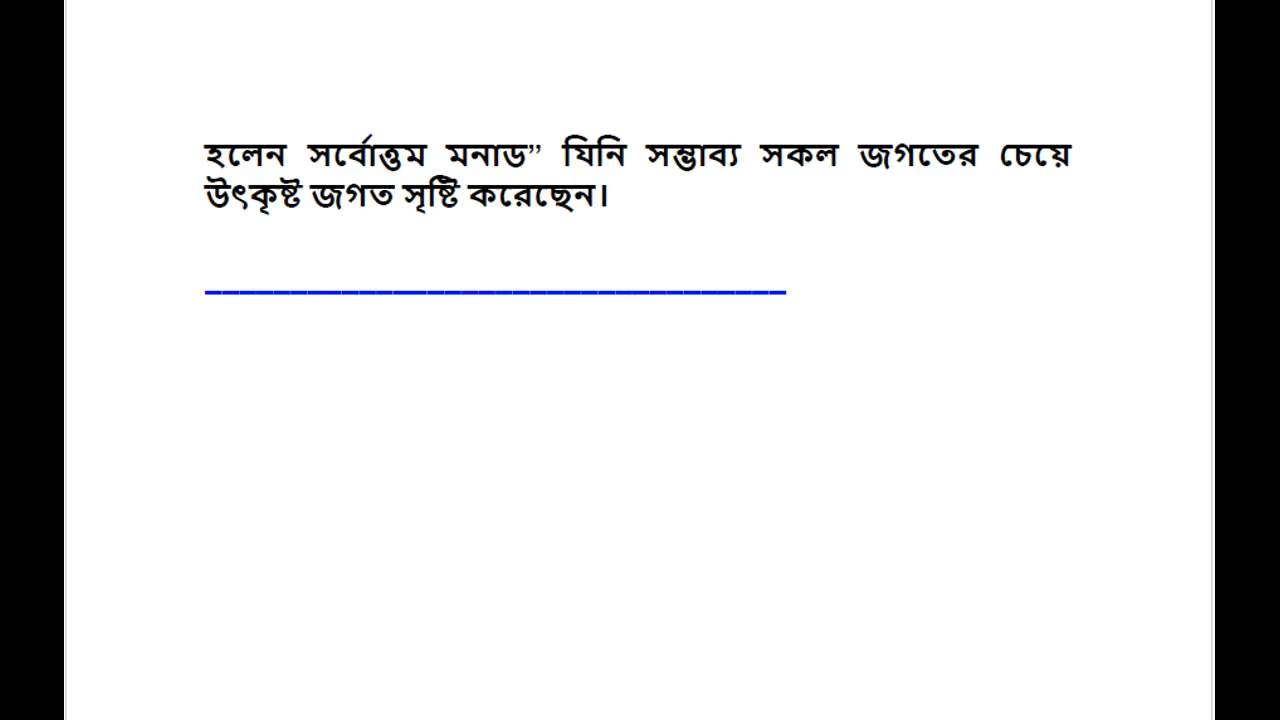 হলেন সর্বোত্তম মনাড” যিনি সম্ভাব্য সকল জগতের চেয়ে
উৎকৃষ্ট জগত সৃষ্টি করেছেন।